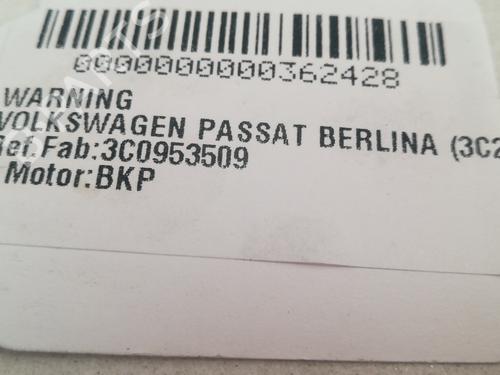 0000000000362428
WARNING
VOLKSWAGEN PASSAT BERLINA (3C2
Ref Fab:3C0953509
Motor:BKP